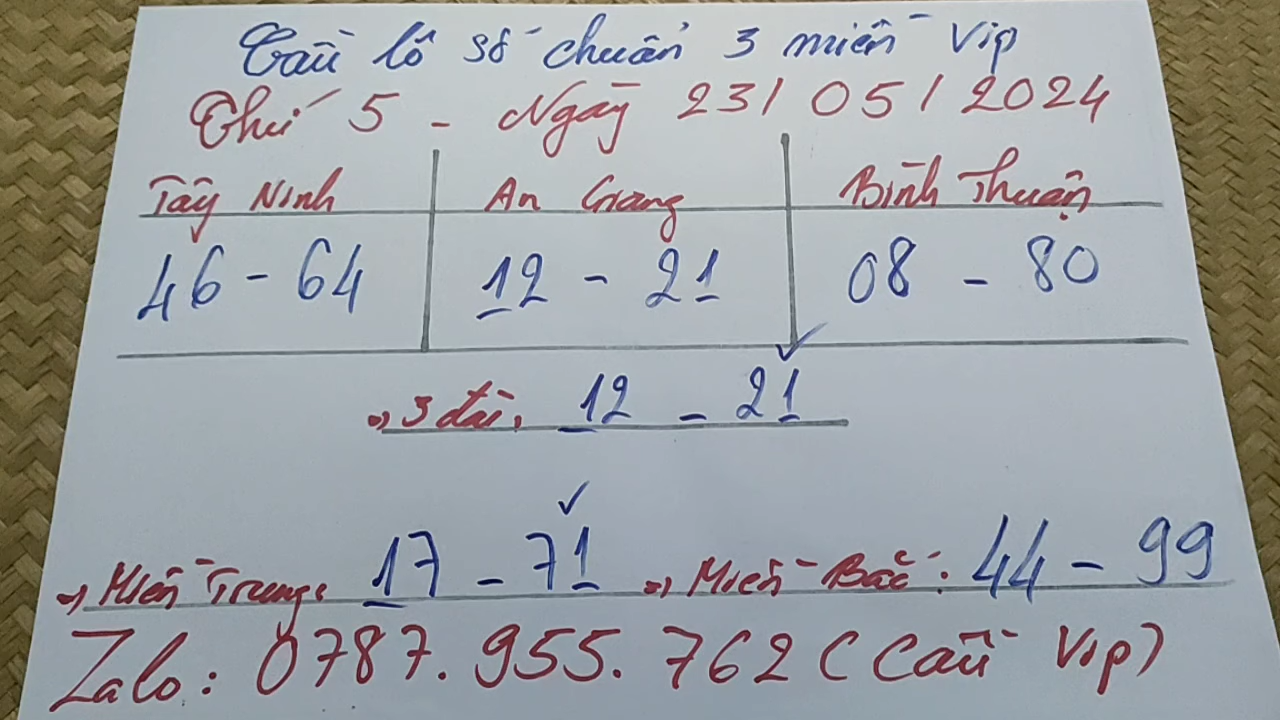 Cầu lô số chuẩn 3 miền Vip
Thứ 5 - Ngày 23/05/2024
Tây Ninh An Giang Bình Thuận
46 - 64 12 - 21 08 - 80
3 đài: 12 - 21
Miền Trung: 17 - 71 Miền Bắc: 44 - 99
Zalo: 0787.955.762 (Cầu Vip)